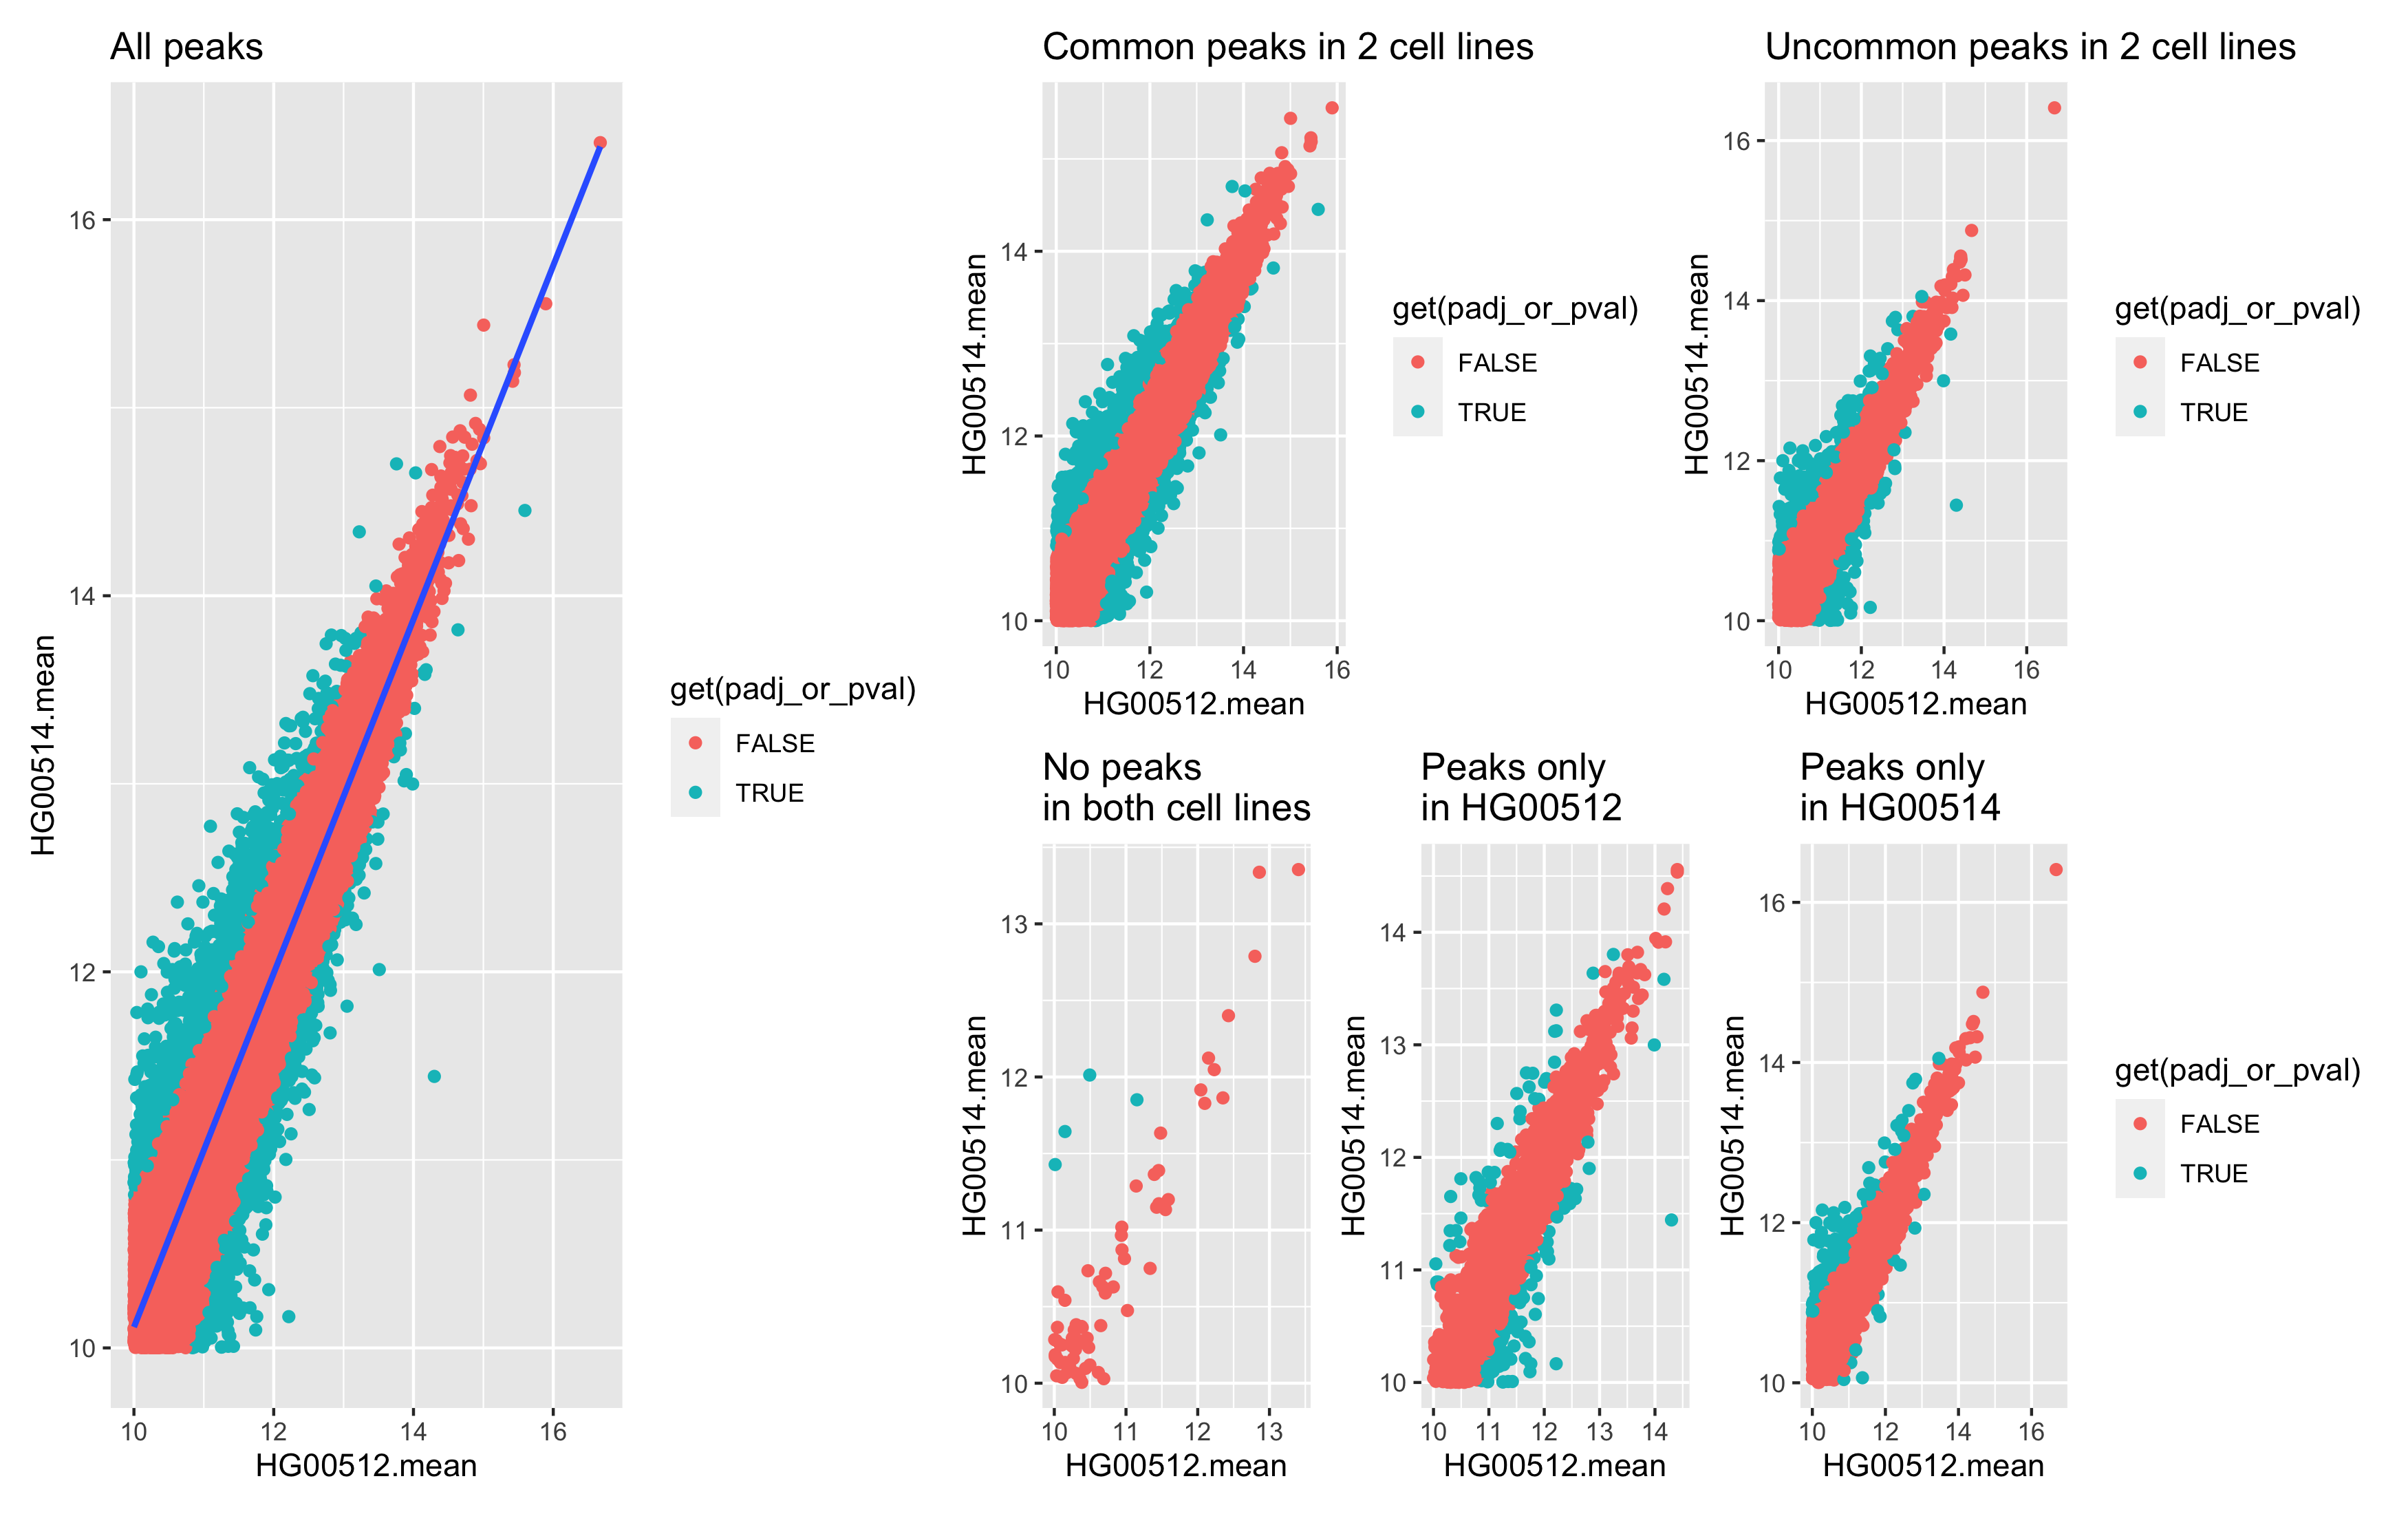 All peaks
16
14
12
10
10 12 14 16
HG00512.mean
HG00514.mean
get(padj_or_pval)
FALSE
TRUE
Common peaks in 2 cell lines
14
12
10
10 12 14 16
HG00512.mean
HG00514.mean
get(padj_or_pval)
FALSE
TRUE
Uncommon peaks in 2 cell lines
16
14
12
10
10 12 14 16
HG00512.mean
HG00514.mean
get(padj_or_pval)
FALSE
TRUE
No peaks
in both cell lines
13
12
11
10
10 11 12 13
HG00512.mean
HG00514.mean
Peaks only
in HG00512
14
13
12
11
10
10 11 12 13 14
HG00512.mean
HG00514.mean
Peaks only
in HG00514
16
14
12
10
10 12 14 16
HG00512.mean
HG00514.mean
get(padj_or_pval)
FALSE
TRUE